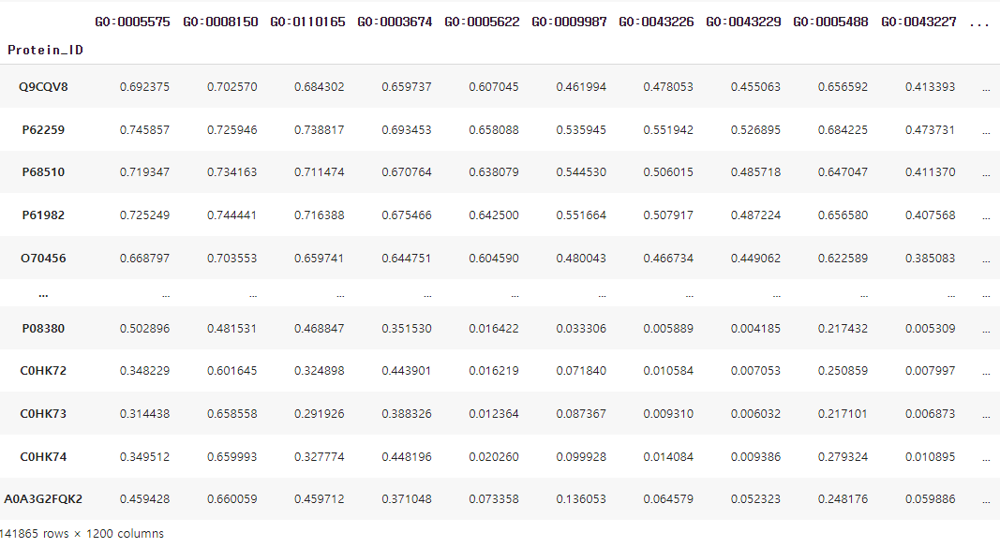 GO:0005575 GO:0008150 GO:0110165 GO:0003674 GO:0005622 GO:0009987 GO:0043226 GO:0043229 GO:0005488 GO:0043227 ...
Protein_ID
Q9CQV8 0.692375 0.702570 0.684302 0.659737 0.607045 0.461994 0.478053 0.455063 0.656592 0.413393 ...
P62259 0.745857 0.725946 0.738817 0.693453 0.658088 0.535945 0.551942 0.526895 0.684225 0.473731 ...
P68510 0.719347 0.734163 0.711474 0.670764 0.638079 0.544530 0.506015 0.485718 0.647047 0.411370 ...
P61982 0.725249 0.744441 0.716388 0.675466 0.642500 0.551664 0.507917 0.487224 0.656580 0.407568 ...
O70456 0.668797 0.703553 0.659741 0.644751 0.604590 0.480043 0.466734 0.449062 0.622589 0.385083 ...
... ... ... ... ... ... ... ... ... ... ... ...
P08380 0.502896 0.481531 0.468847 0.351530 0.016422 0.033306 0.005889 0.004185 0.217432 0.005309 ...
C0HK72 0.348229 0.601645 0.324898 0.443901 0.016219 0.071840 0.010584 0.007053 0.250859 0.007997 ...
C0HK73 0.314438 0.658558 0.291926 0.388326 0.012364 0.087367 0.009310 0.006032 0.217101 0.006873 ...
C0HK74 0.349512 0.659993 0.327774 0.448196 0.020260 0.099928 0.014084 0.009386 0.279324 0.010895 ...
A0A3G2FQK2 0.459428 0.660059 0.459712 0.371048 0.073358 0.136053 0.064579 0.052323 0.248176 0.059886 ...
141865 rows × 1200 columns